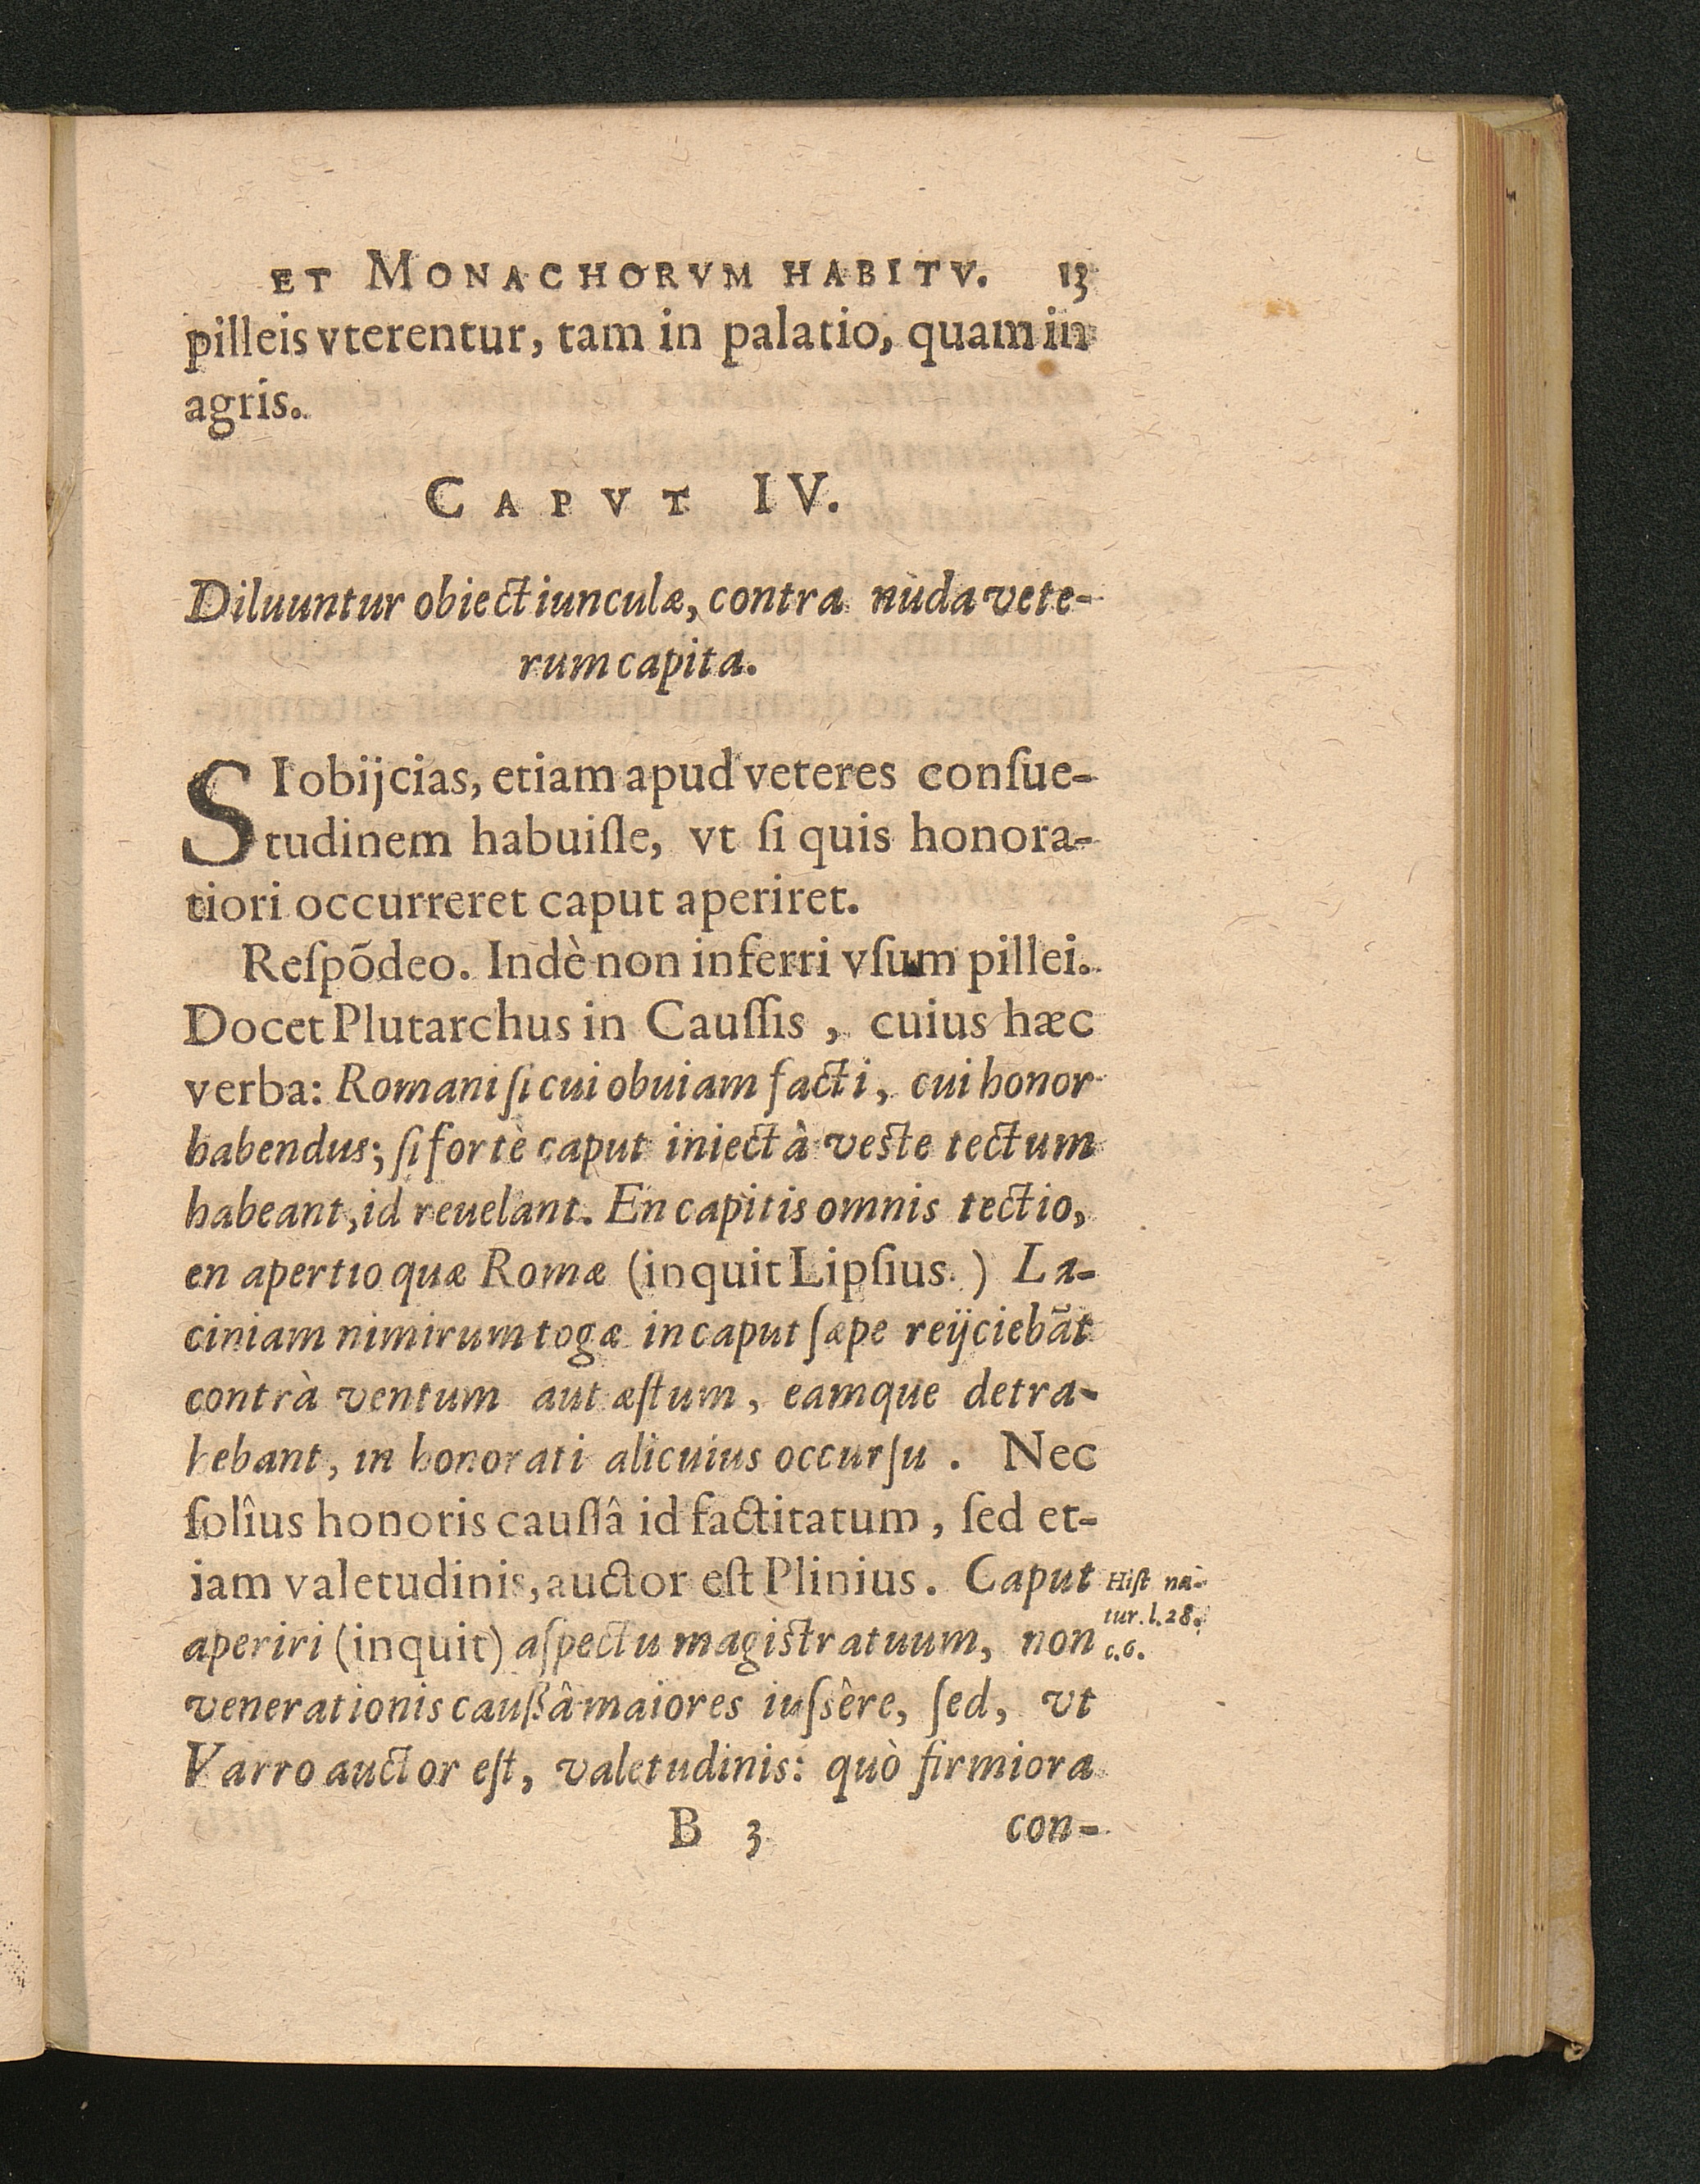 ET MONACHORVM HABITV. 13
pilleis vterentur, tam in palatio, quam in
agris.
CAPVT IV.
Diluuntur obiectiunculæ, contra nuda vete-
rum capita.
SI obijcias, etiam apud veteres conſue-
tudinem habuiſſe, vt ſi quis honora-
tiori occurreret caput aperiret.
Reſpõdeo. Indè non inferri vſum pillei.
Docet Plutarchus in Cauſſis, cuius hæc
verba: Romani ſi cui obuiam facti, cui honor
habendus; ſi fortè caput iniectâ veſte tectum
habeant, id reuelant. En capitis omnis tectio,
en apertio quæ Romæ (inquit Lipſius.) La-
ciniam nimirum togæ in caput ſæpe reijciebãt
contrà ventum aut æſtum, eamque detra-
hebant, in honorati alicuius occurſu. Nec
ſolîus honoris cauſſâ id factitatum, ſed et-
iam valetudinis, auctor eſt Plinius. Caput
Hiſt na-
tur. l. 28.
c. 6.
aperiri (inquit) aſpectu magiſtratuum, non
venerationis caußâ maiores iuſsêre, ſed, vt
Varro auctor eſt, valetudinis: quò firmiora
B 3 con-